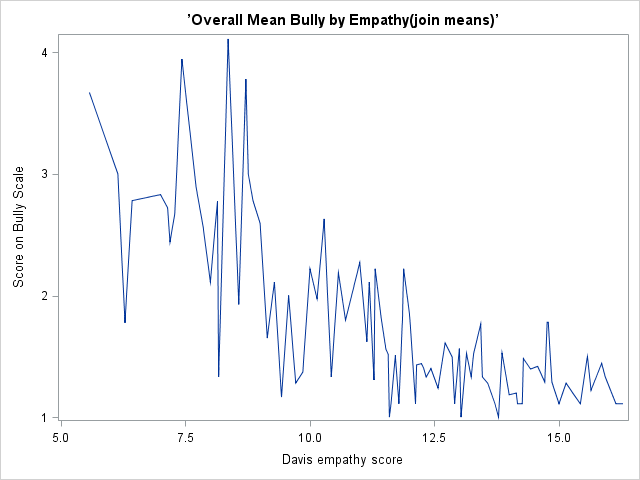 ’Overall Mean Bully by Empathy(join means)’
4
3
2
1
Score on Bully Scale
5.0 7.5 10.0 12.5 15.0
Davis empathy score